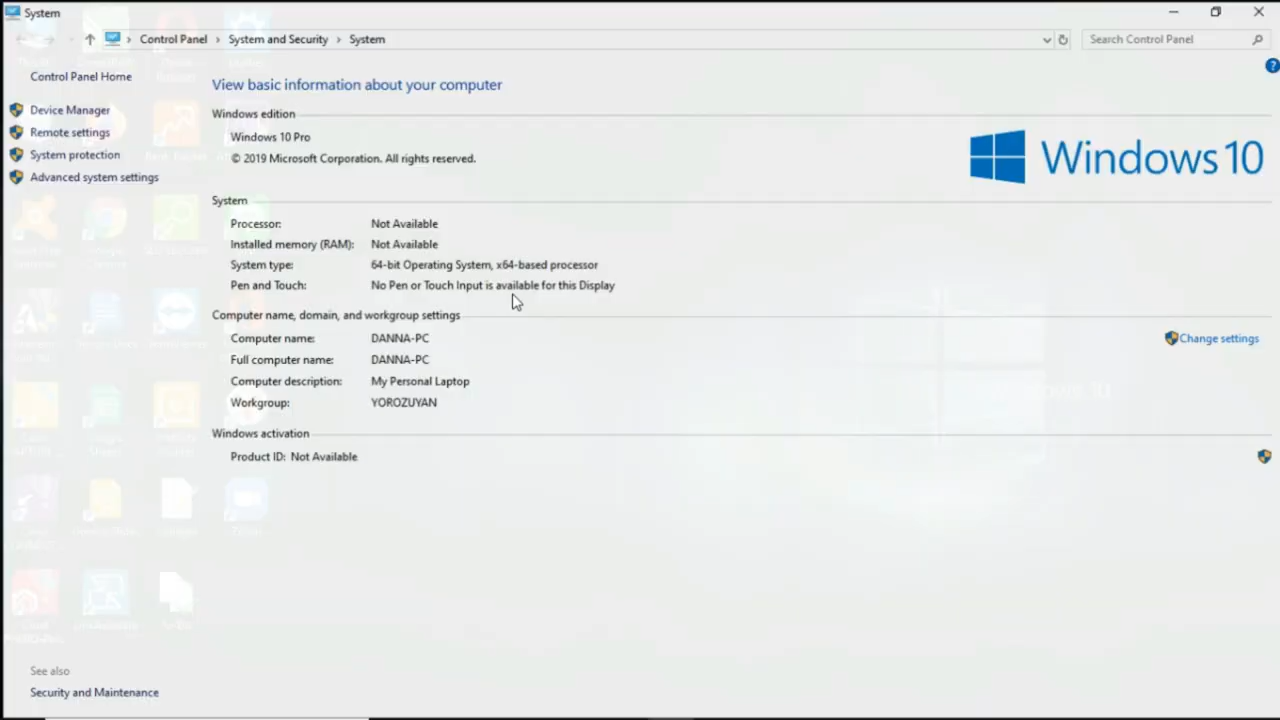 System
Control Panel > System and Security > System
Search Control Panel
Control Panel Home
Device Manager
Remote settings
System protection
Advanced system settings
View basic information about your computer
Windows edition
Windows 10 Pro
© 2019 Microsoft Corporation. All rights reserved.
Windows 10
System
Processor: Not Available
Installed memory (RAM): Not Available
System type: 64-bit Operating System, x64-based processor
Pen and Touch: No Pen or Touch Input is available for this Display
Computer name, domain, and workgroup settings
Computer name: DANNA-PC
Change settings
Full computer name: DANNA-PC
Computer description: My Personal Laptop
Workgroup: YOROZUYAN
Windows activation
Product ID: Not Available
See also
Security and Maintenance